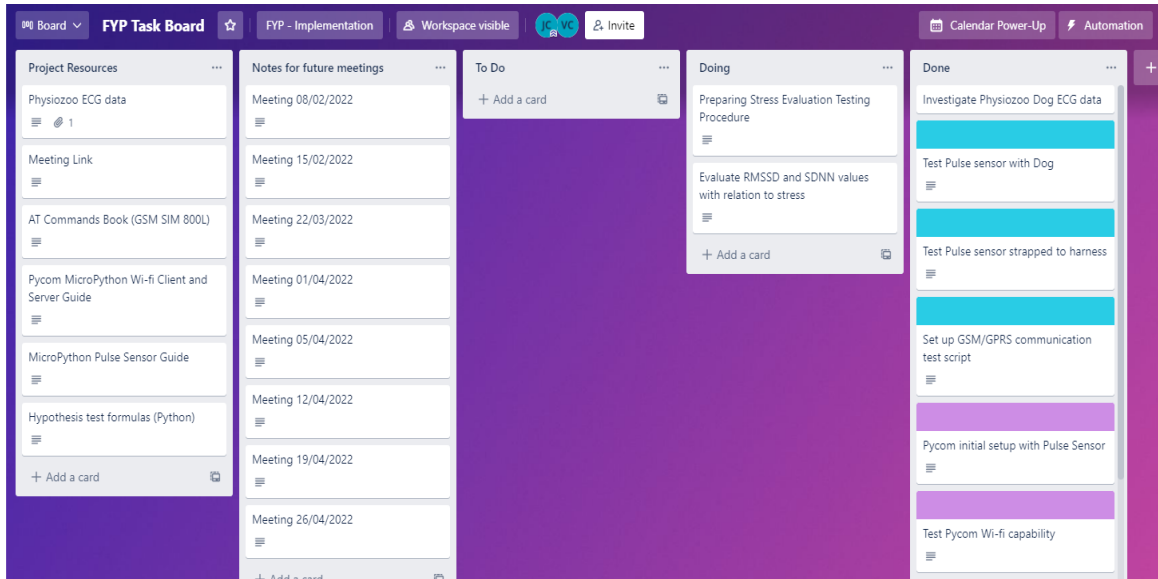 Board
FYP Task Board
FYP - Implementation
Workspace visible
JC
VC
Invite
Calendar Power-Up
Automation
Project Resources
Physiozoo ECG data
1
Meeting Link
AT Commands Book (GSM SIM 800L)
Pycom MicroPython Wi-fi Client and
Server Guide
MicroPython Pulse Sensor Guide
Hypothesis test formulas (Python)
+ Add a card
Notes for future meetings
Meeting 08/02/2022
Meeting 15/02/2022
Meeting 22/03/2022
Meeting 01/04/2022
Meeting 05/04/2022
Meeting 12/04/2022
Meeting 19/04/2022
Meeting 26/04/2022
+ Add a card
To Do
+ Add a card
Doing
Preparing Stress Evaluation Testing
Procedure
Evaluate RMSSD and SDNN values
with relation to stress
+ Add a card
Done
Investigate Physiozoo Dog ECG data
Test Pulse sensor with Dog
Test Pulse sensor strapped to harness
Set up GSM/GPRS communication
test script
Pycom initial setup with Pulse Sensor
Test Pycom Wi-fi capability